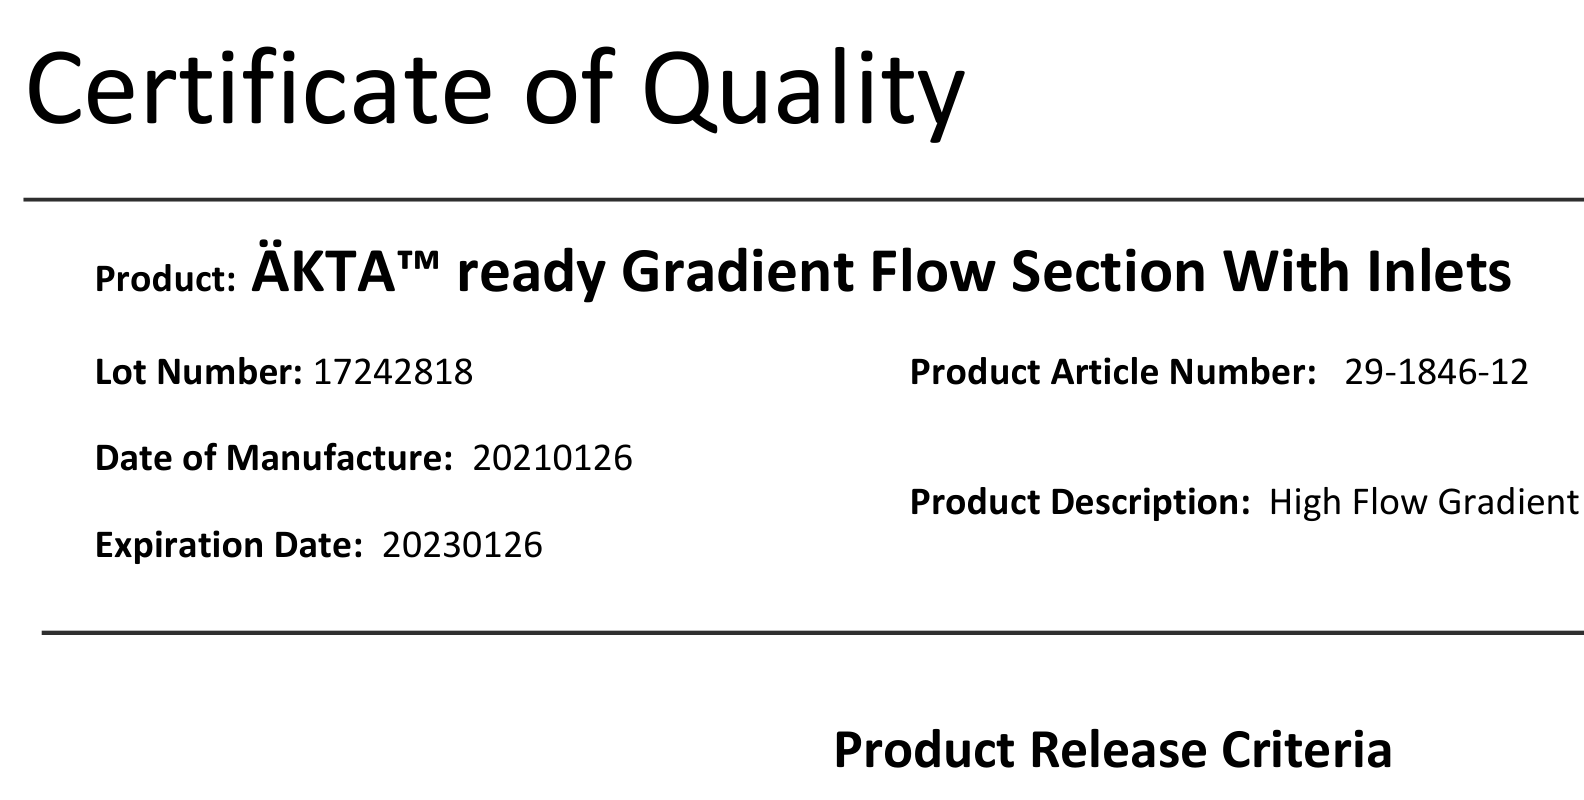 Certificate of Quality
Product: ÄKTA™ ready Gradient Flow Section With Inlets
Lot Number: 17242818
Product Article Number: 29-1846-12
Date of Manufacture: 20210126
Product Description: High Flow Gradient
Expiration Date: 20230126
Product Release Criteria